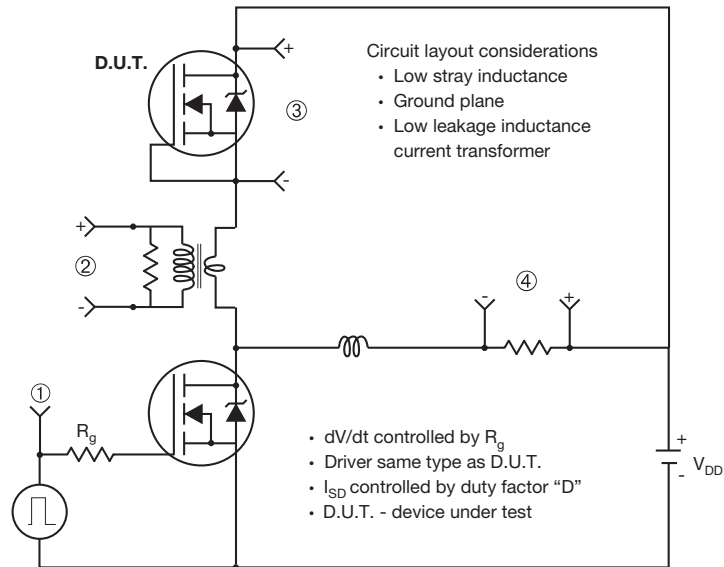 D.U.T.
+
Circuit layout considerations
• Low stray inductance
• Ground plane
• Low leakage inductance
current transformer
③
-
+
②
-
④
- +
①
R_g
• dV/dt controlled by R_g
• Driver same type as D.U.T.
• I_SD controlled by duty factor “D”
• D.U.T. - device under test
+
V_DD
-